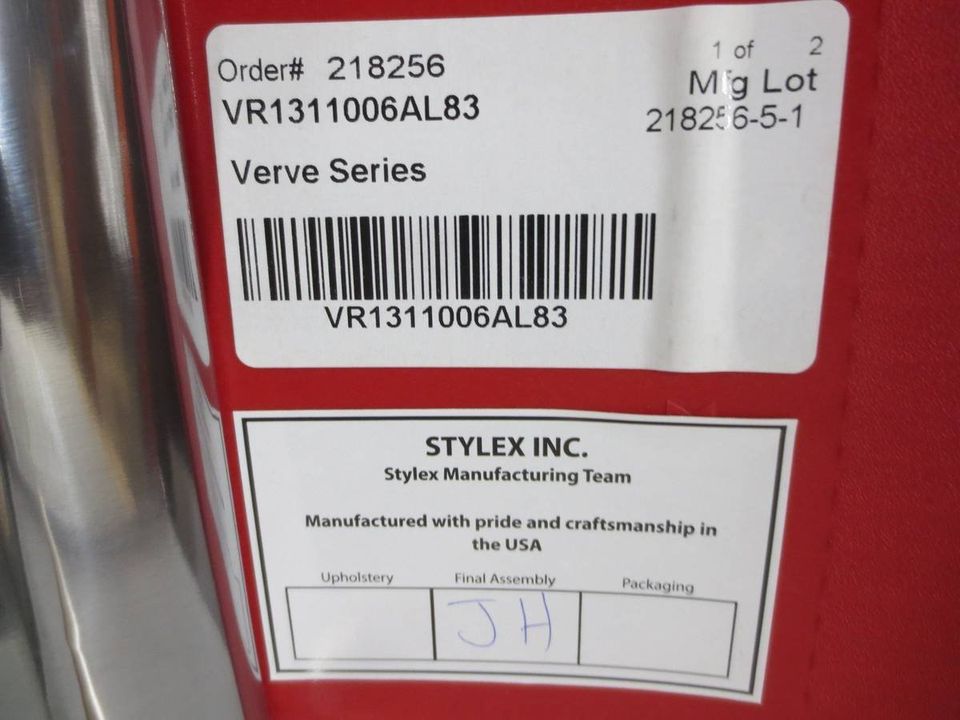 Order# 218256
1 of 2
VR1311006AL83
Mfg Lot
218256-5-1
Verve Series
VR1311006AL83
STYLEX INC.
Stylex Manufacturing Team
Manufactured with pride and craftsmanship in
the USA
Upholstery Final Assembly Packaging
JH